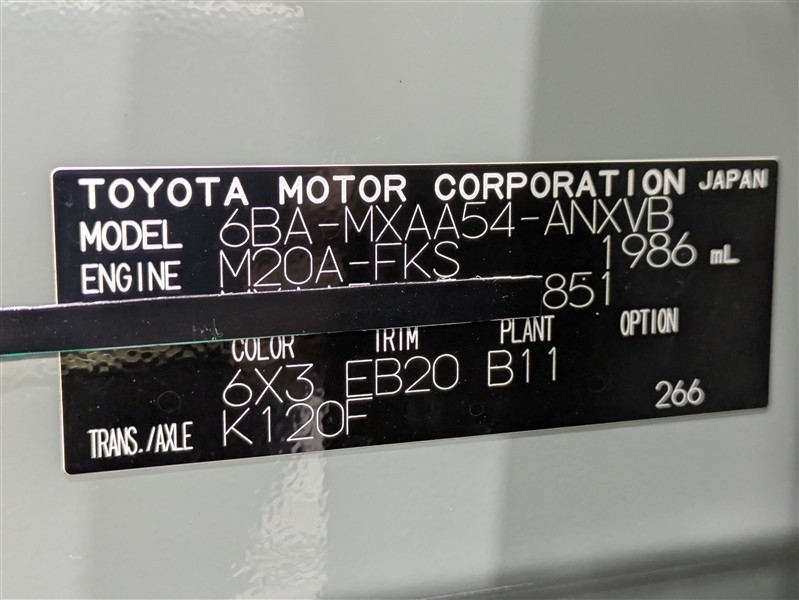 TOYOTA MOTOR CORPORATION JAPAN
MODEL 6BA-MXAA54-ANXVB
ENGINE M20A-FKS 1986 mL
851
COLOR TRIM PLANT OPTION
6X3 EB20 B11
TRANS./AXLE K120F 266